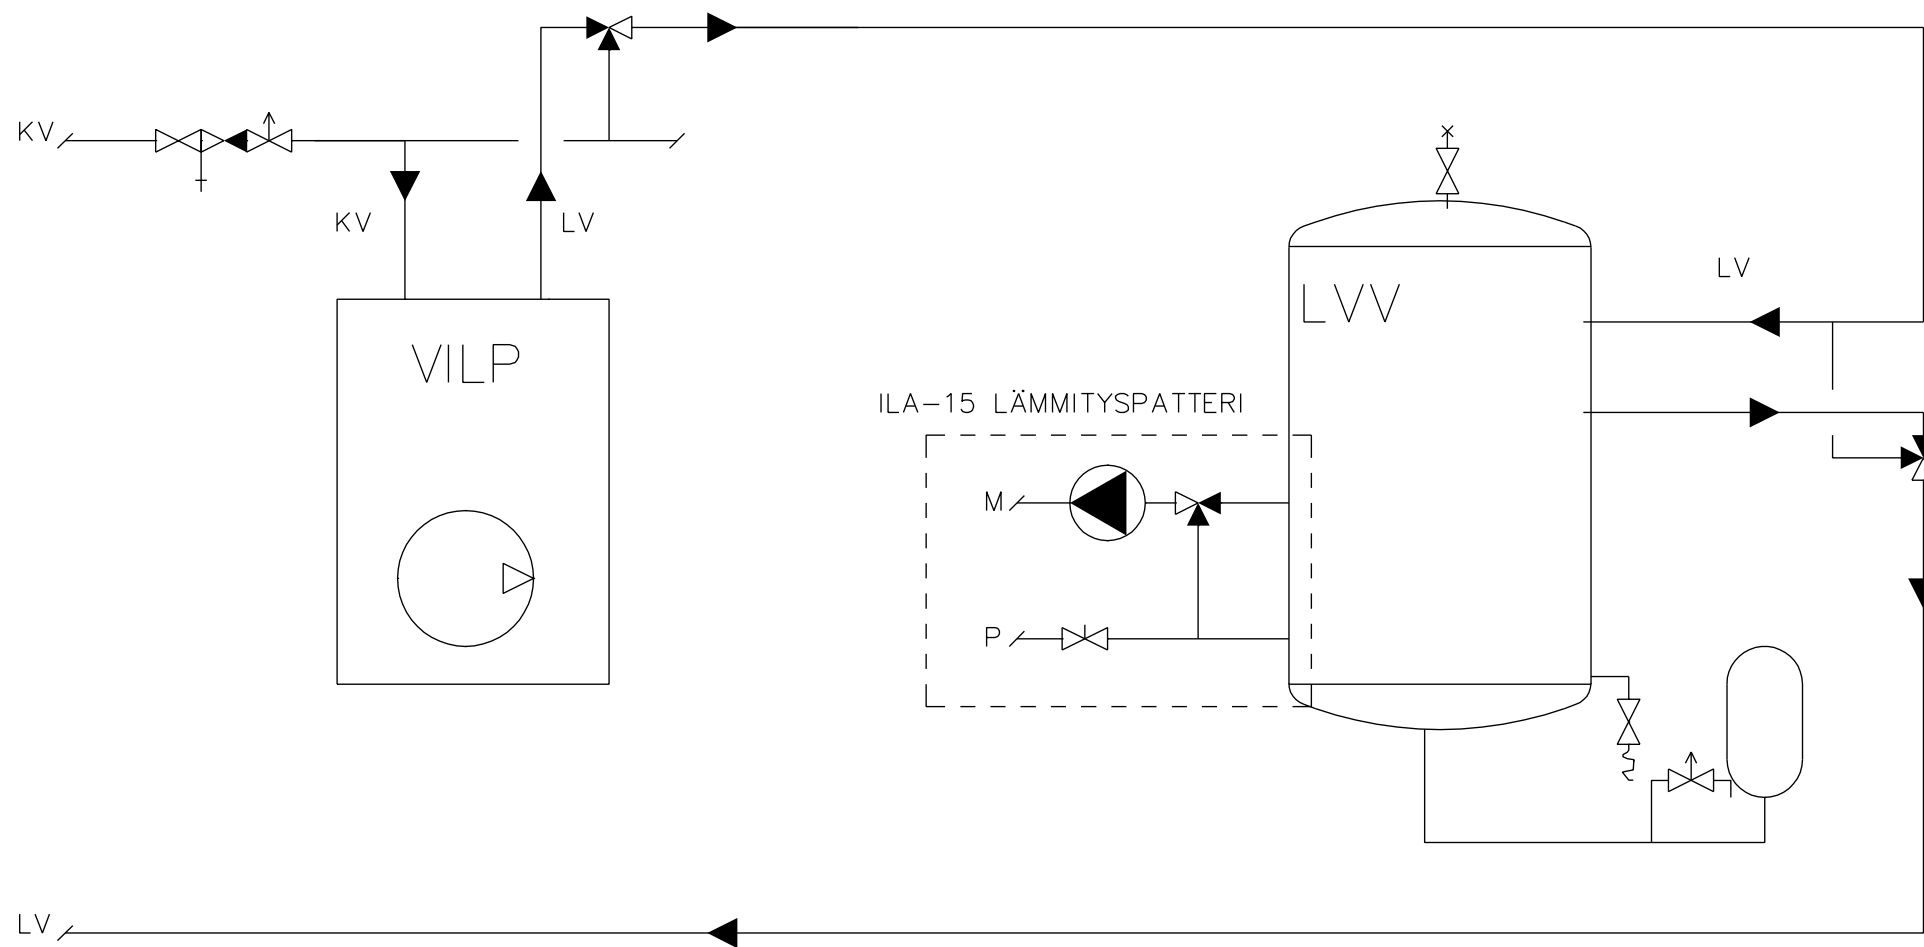 KV
KV
LV
LV
LVV
VILP
ILA-15 LÄMMITYSPATTERI
M
P
LV